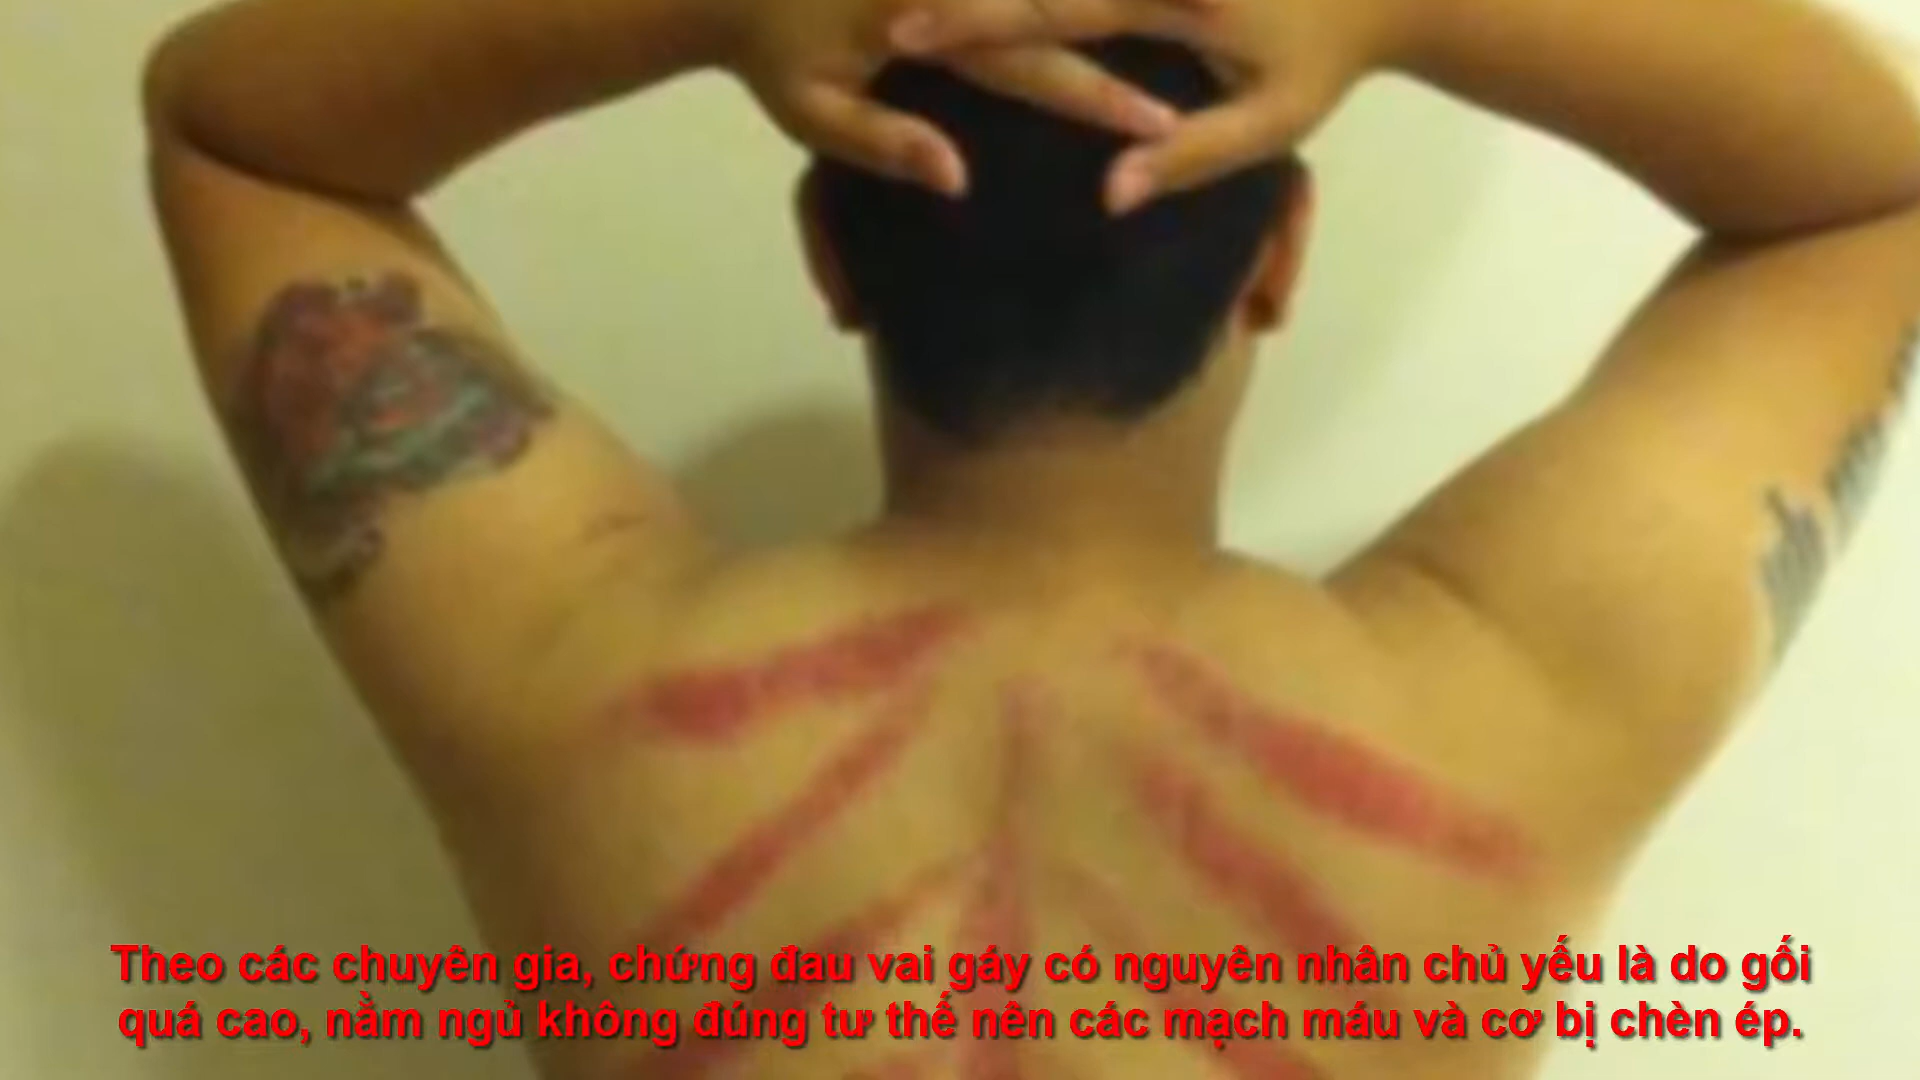 Theo các chuyên gia, chứng đau vai gáy có nguyên nhân chủ yếu là do gối
quá cao, nằm ngủ không đúng tư thế nên các mạch máu và cơ bị chèn ép.